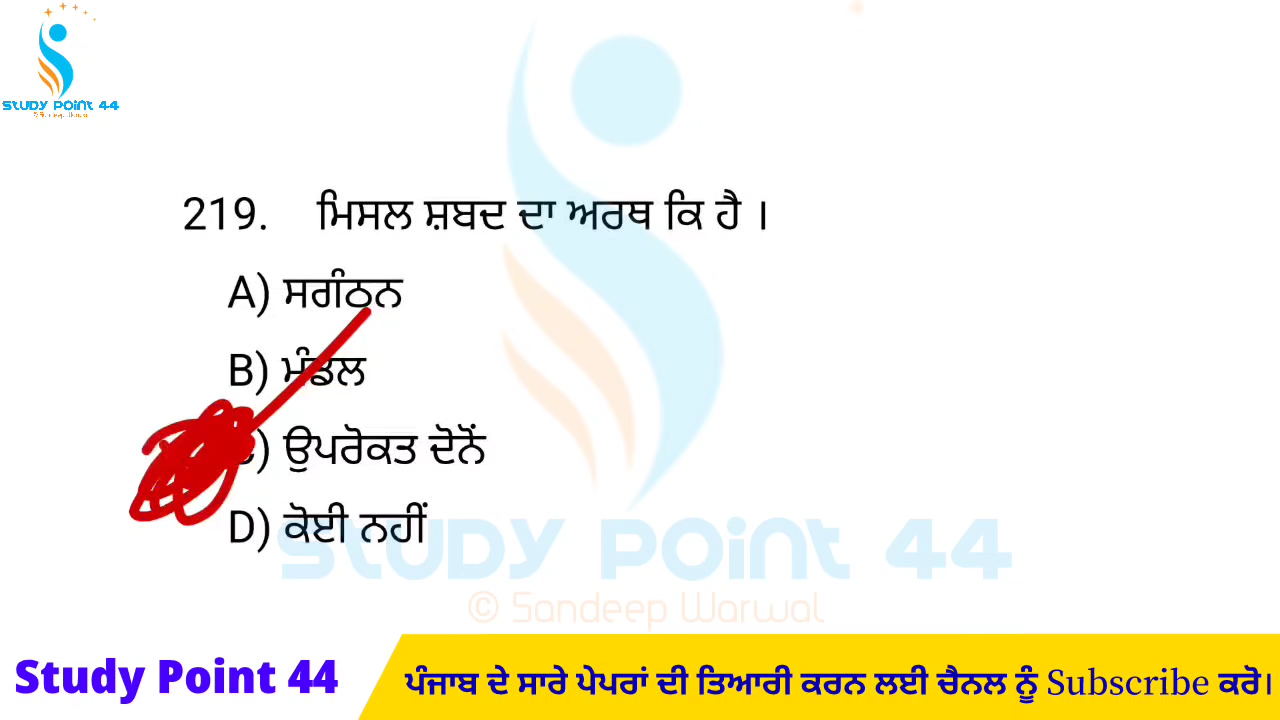 STUDY POINT 44
219. ਮਿਸਲ ਸ਼ਬਦ ਦਾ ਅਰਥ ਕਿ ਹੈ ।
A) ਸਗੰਠਨ
B) ਮੰਡਲ
C) ਉਪਰੋਕਤ ਦੋਨੋਂ
D) ਕੋਈ ਨਹੀਂ
STUDY POINT 44
© Sandeep Warwal
Study Point 44
ਪੰਜਾਬ ਦੇ ਸਾਰੇ ਪੇਪਰਾਂ ਦੀ ਤਿਆਰੀ ਕਰਨ ਲਈ ਚੈਨਲ ਨੂੰ Subscribe ਕਰੋ।